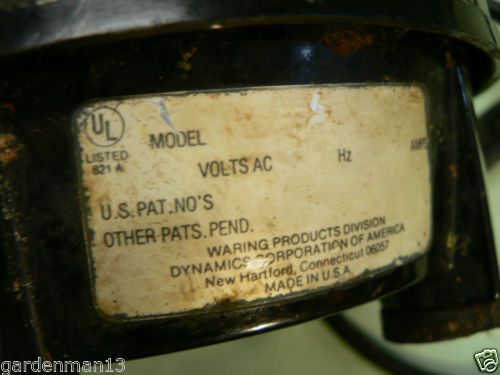 UL
LISTED
821 A
MODEL
VOLTS AC Hz AMPS
U.S.PAT.NO'S
OTHER PATS.PEND.
WARING PRODUCTS DIVISION
DYNAMICS CORPORATION OF AMERICA
New Hartford, Connecticut 06057
MADE IN U.S.A.
gardenman13